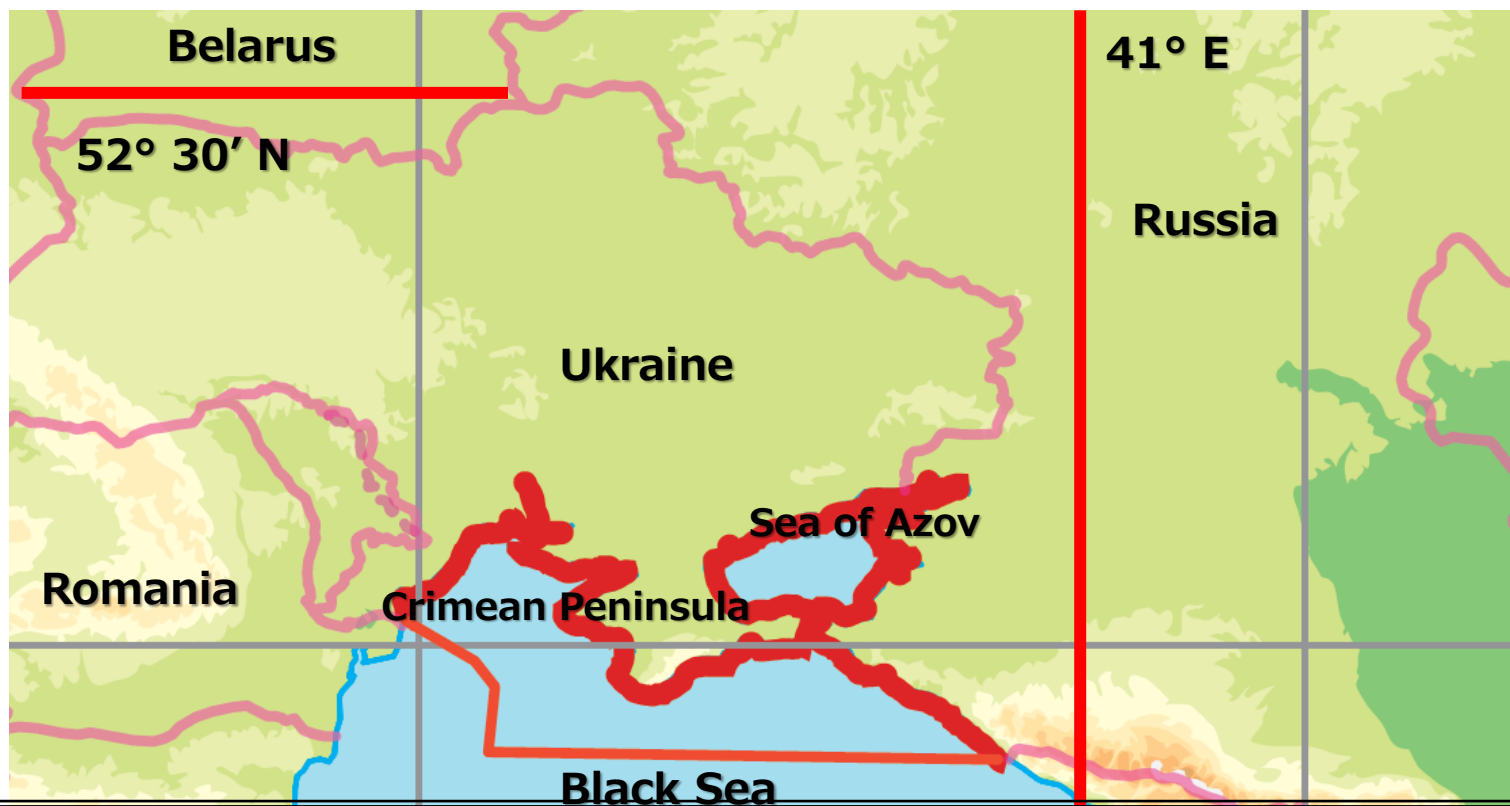 Belarus
41° E
52° 30′ N
Russia
Ukraine
Sea of Azov
Romania
Crimean Peninsula
Black Sea